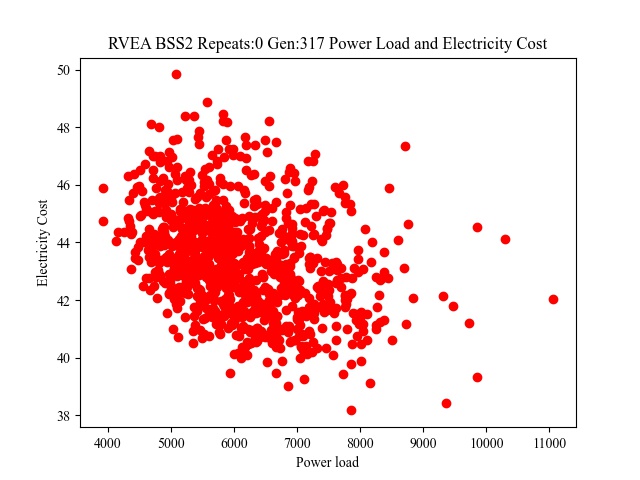 RVEA BSS2 Repeats:0 Gen:317 Power Load and Electricity Cost
50
48
46
44
42
40
38
Electricity Cost
4000 5000 6000 7000 8000 9000 10000 11000
Power load